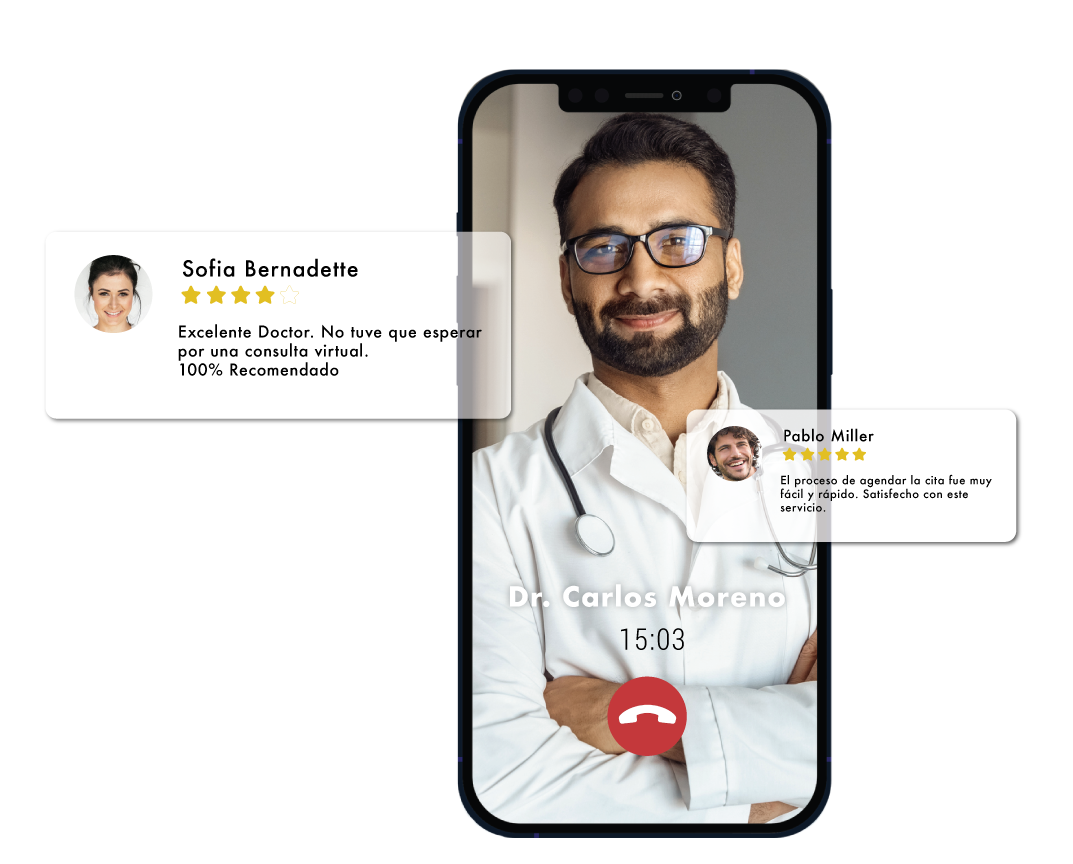 Sofia Bernadette
Excelente Doctor. No tuve que esperar
por una consulta virtual.
100% Recomendado
Pablo Miller
El proceso de agendar la cita fue muy
fácil y rápido. Satisfecho con este
servicio.
Dr. Carlos Moreno
15:03